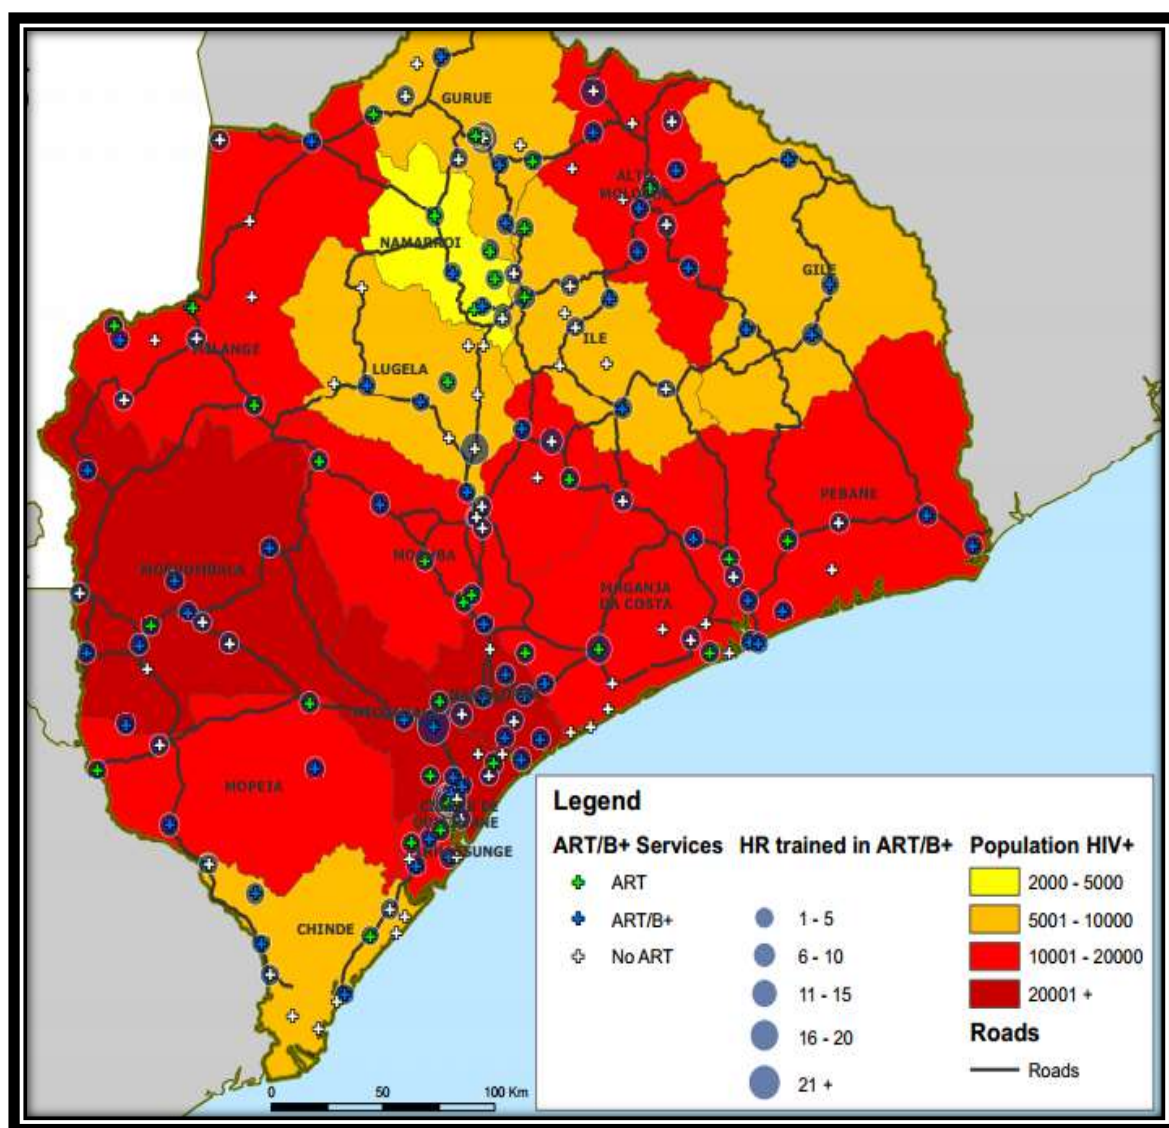 GURUE
ALTO
NAMARROI
GILE
ILE
MILANGE
LUGELA
PEBANE
MOCUBA
MORRUMBALA
MAGANJA
DA COSTA
MOPEIA
CHINDE
Legend
ART/B+ Services
ART
ART/B+
No ART
HR trained in ART/B+
1 - 5
6 - 10
11 - 15
16 - 20
21 +
Population HIV+
2000 - 5000
5001 - 10000
10001 - 20000
20001 +
Roads
Roads
0 50 100 Km